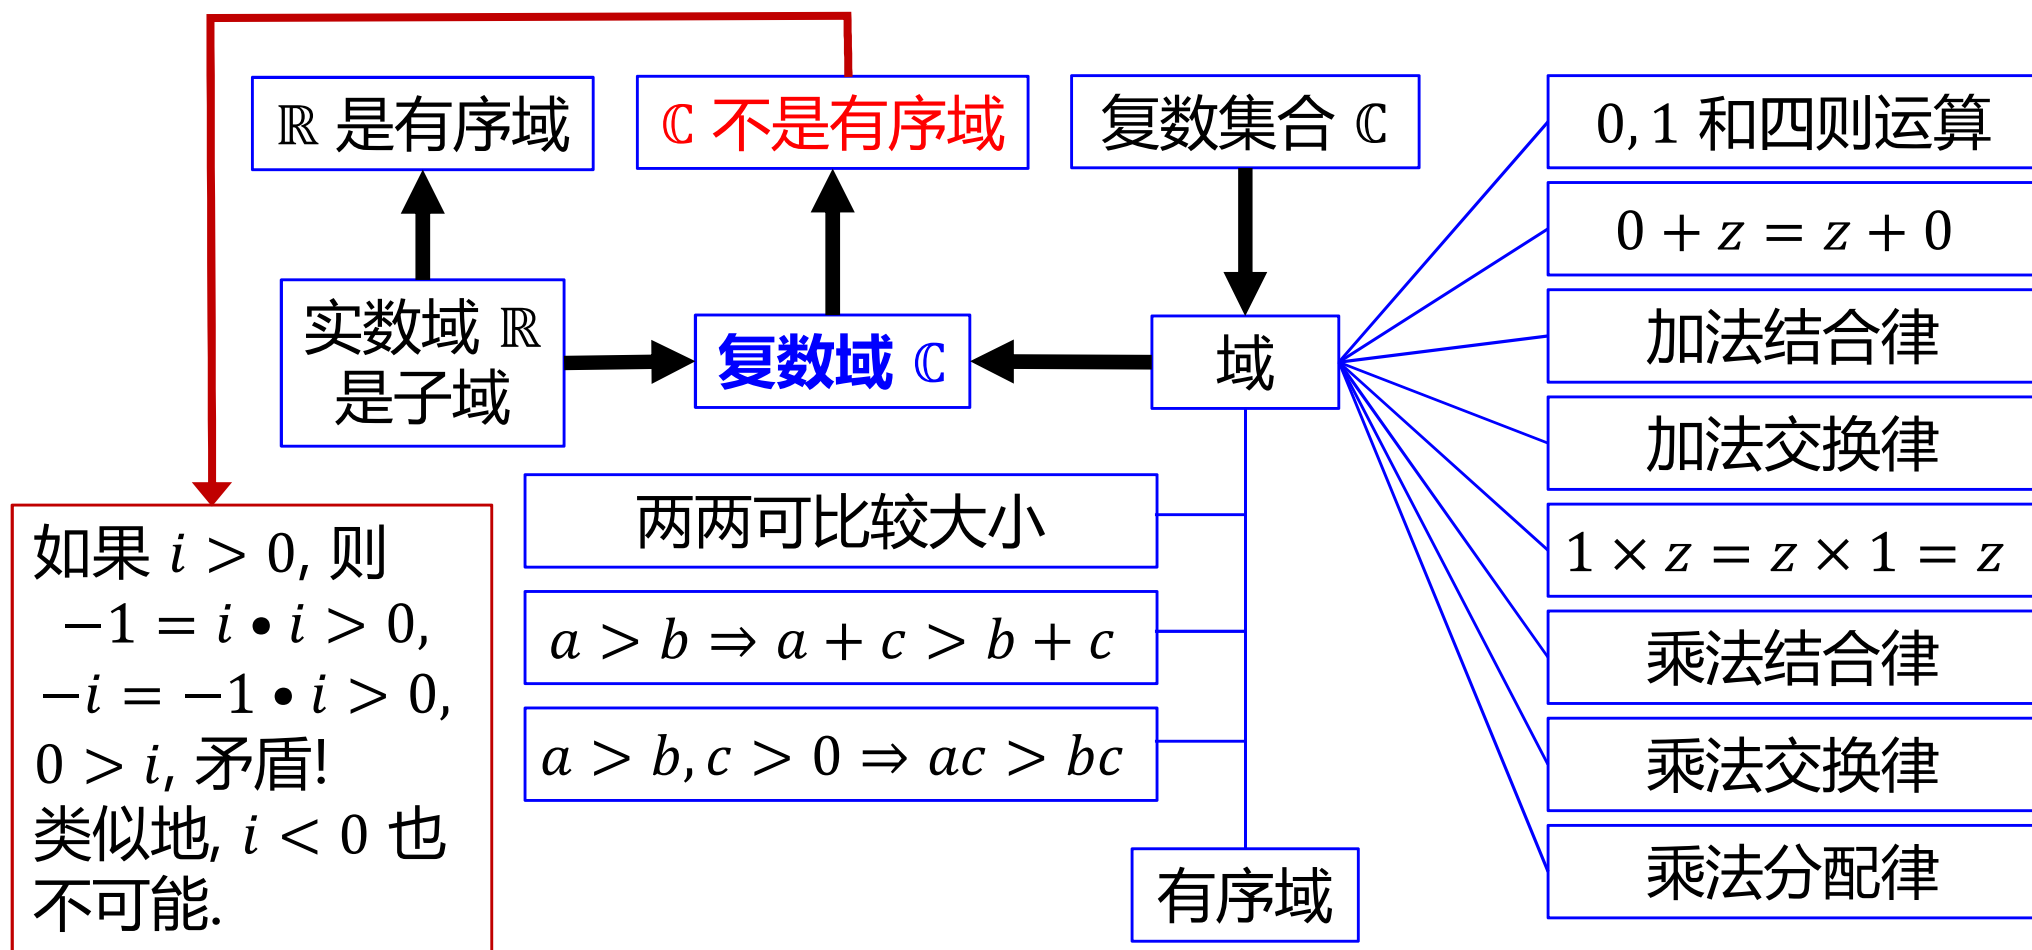 ℝ 是有序域
ℂ 不是有序域
复数集合 ℂ
0, 1 和四则运算
0 + z = z + 0
加法结合律
加法交换律
1 × z = z × 1 = z
乘法结合律
乘法交换律
乘法分配律
实数域 ℝ
是子域
复数域 ℂ
域
两两可比较大小
a > b ⇒ a + c > b + c
a > b, c > 0 ⇒ ac > bc
有序域
如果 i > 0, 则
−1 = i • i > 0,
−i = −1 • i > 0,
0 > i, 矛盾!
类似地, i < 0 也
不可能.